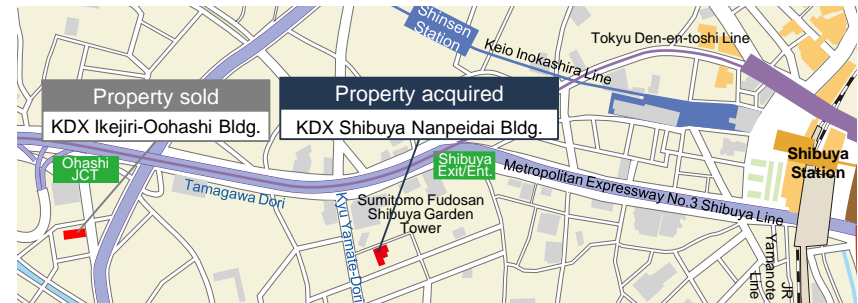 Shinsen
Station
Keio Inokashira Line
Tokyu Den-en-toshi Line
Property sold
KDX Ikejiri-Oohashi Bldg.
Property acquired
KDX Shibuya Nanpeidai Bldg.
Ohashi
JCT
Shibuya
Exit/Ent.
Shibuya
Station
Metropolitan Expressway No.3 Shibuya Line
Tamagawa Dori
Kyu Yamate-Dori
Sumitomo Fudosan
Shibuya Garden
Tower
JR
Yamanote
Line